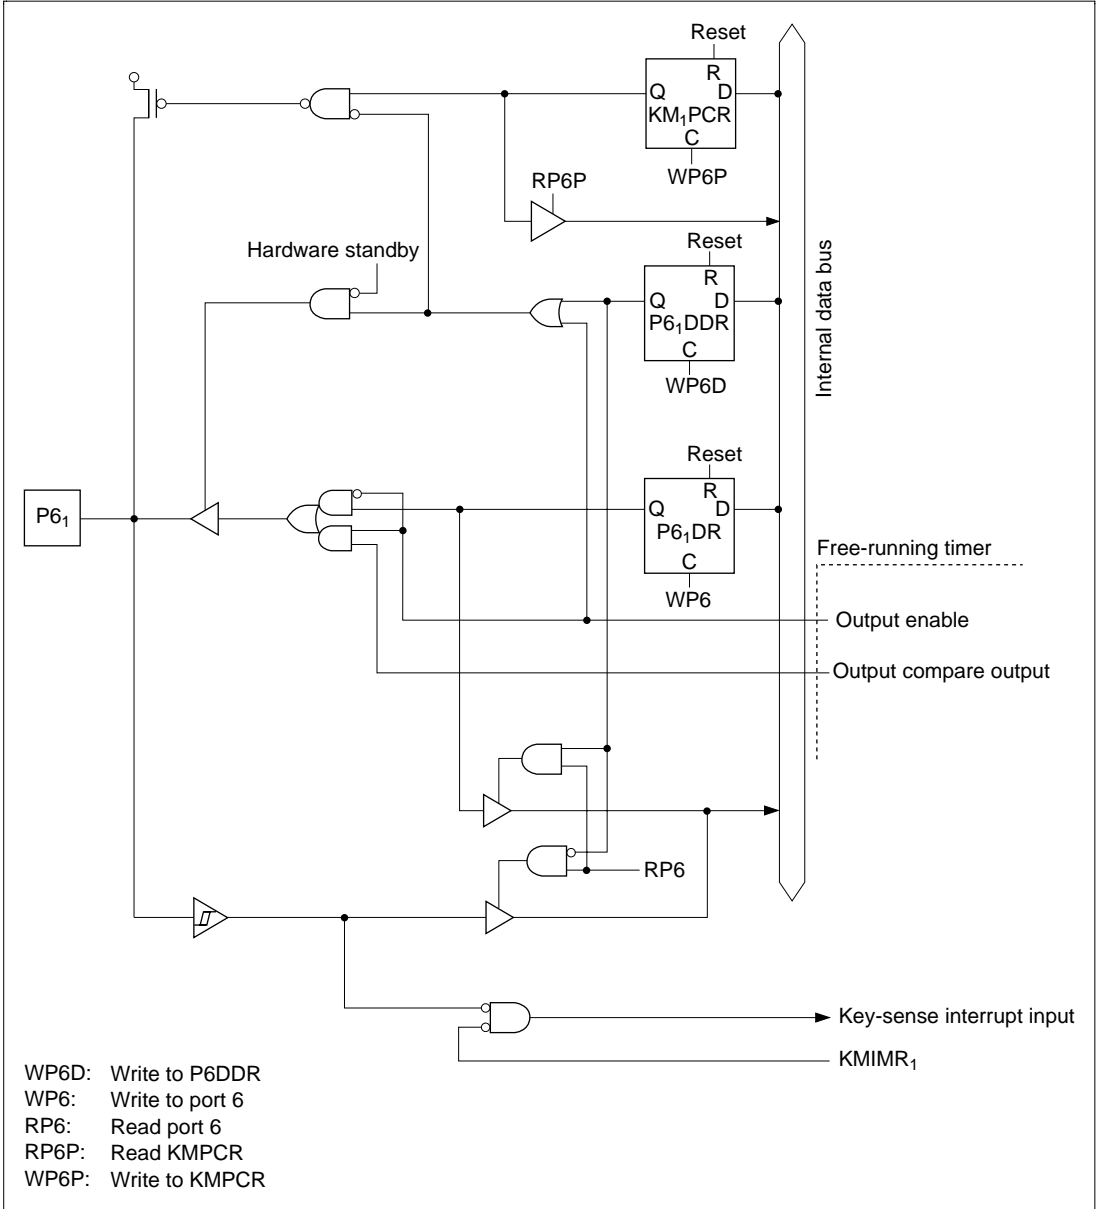 Reset
R
Q D
KM₁PCR
C
WP6P
RP6P
Hardware standby
Reset
R
Q D
P6₁DDR
C
WP6D
Internal data bus
Reset
R
Q D
P6₁DR
C
WP6
P6₁
Free-running timer
Output enable
Output compare output
RP6
Key-sense interrupt input
KMIMR₁
WP6D: Write to P6DDR
WP6: Write to port 6
RP6: Read port 6
RP6P: Read KMPCR
WP6P: Write to KMPCR